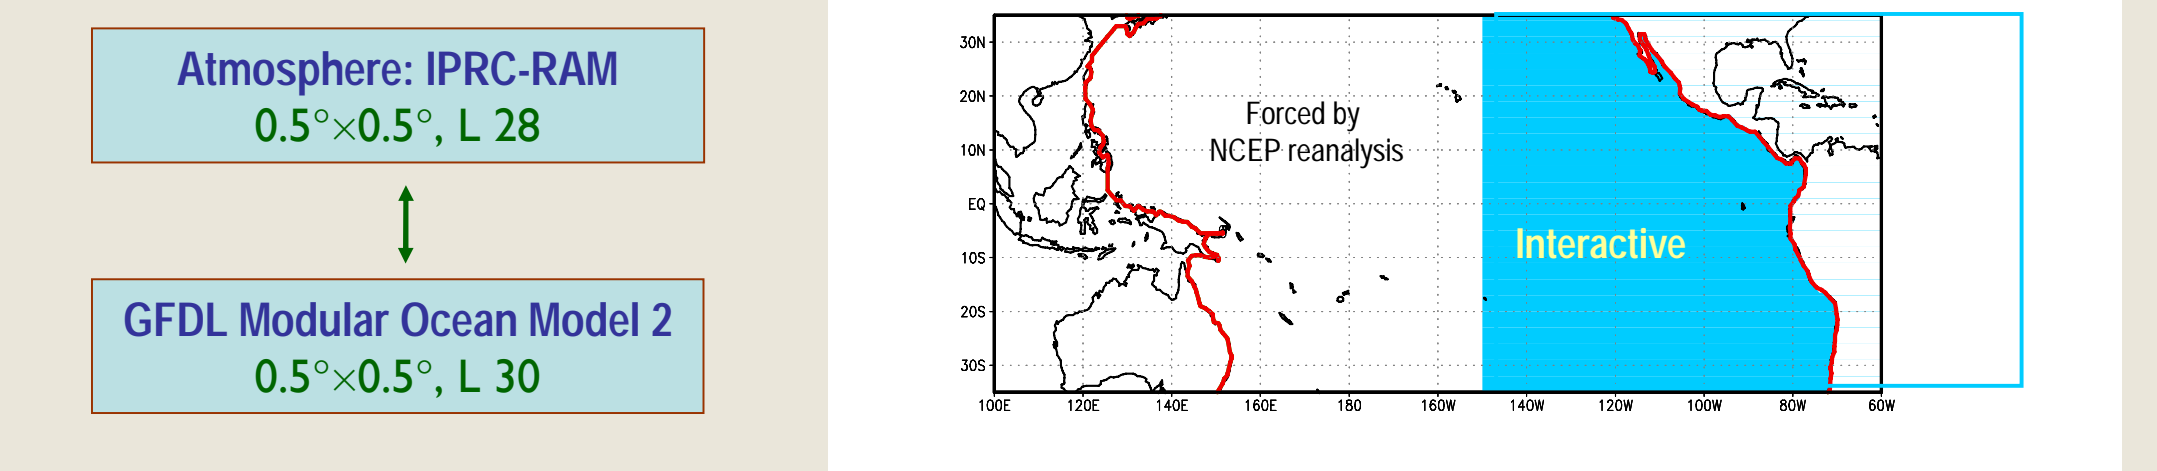 Atmosphere: IPRC-RAM
0.5°×0.5°, L 28
GFDL Modular Ocean Model 2
0.5°×0.5°, L 30
30N
20N
10N
EQ
10S
20S
30S
Forced by
NCEP reanalysis
Interactive
100E 120E 140E 160E 180 160W 140W 120W 100W 80W 60W